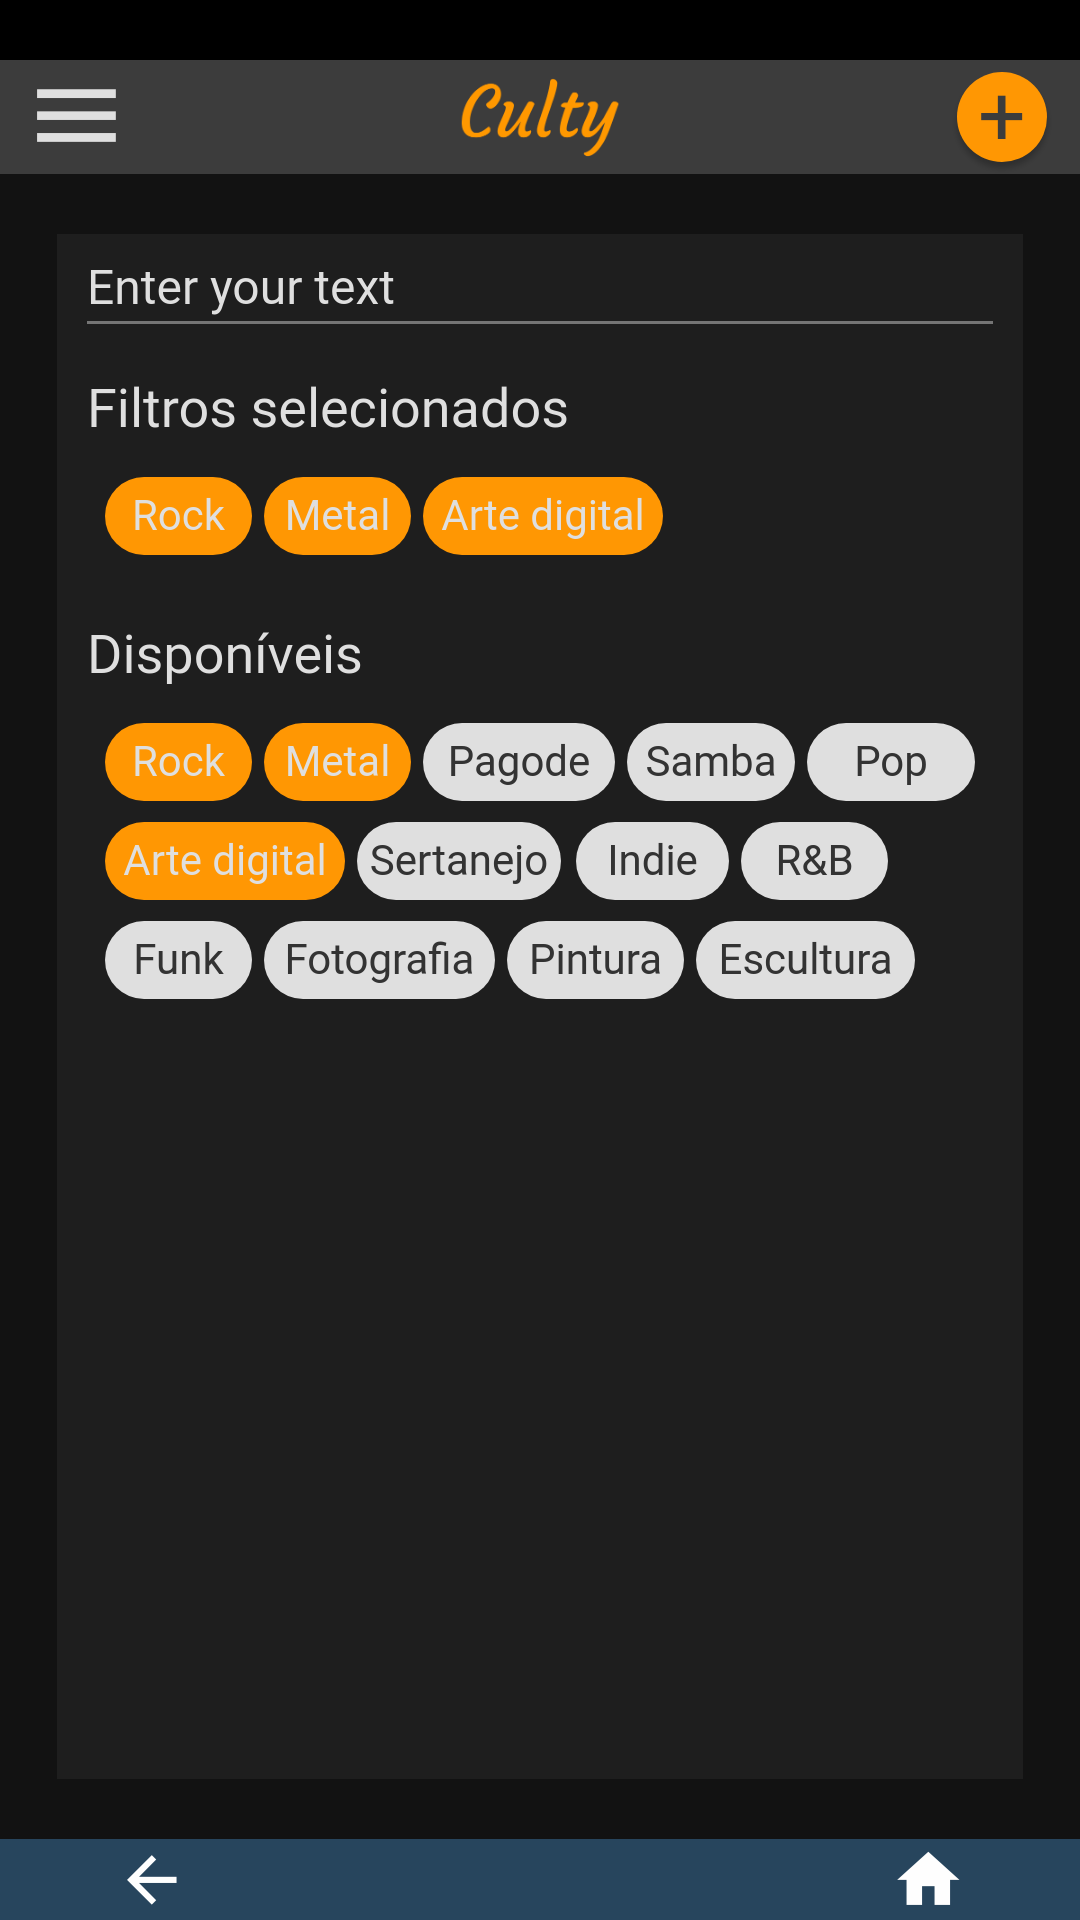 Culty
Enter your text
Filtros selecionados
Rock Metal Arte digital
Disponíveis
Rock Metal Pagode Samba Pop
Arte digital Sertanejo Indie R&B
Funk Fotografia Pintura Escultura